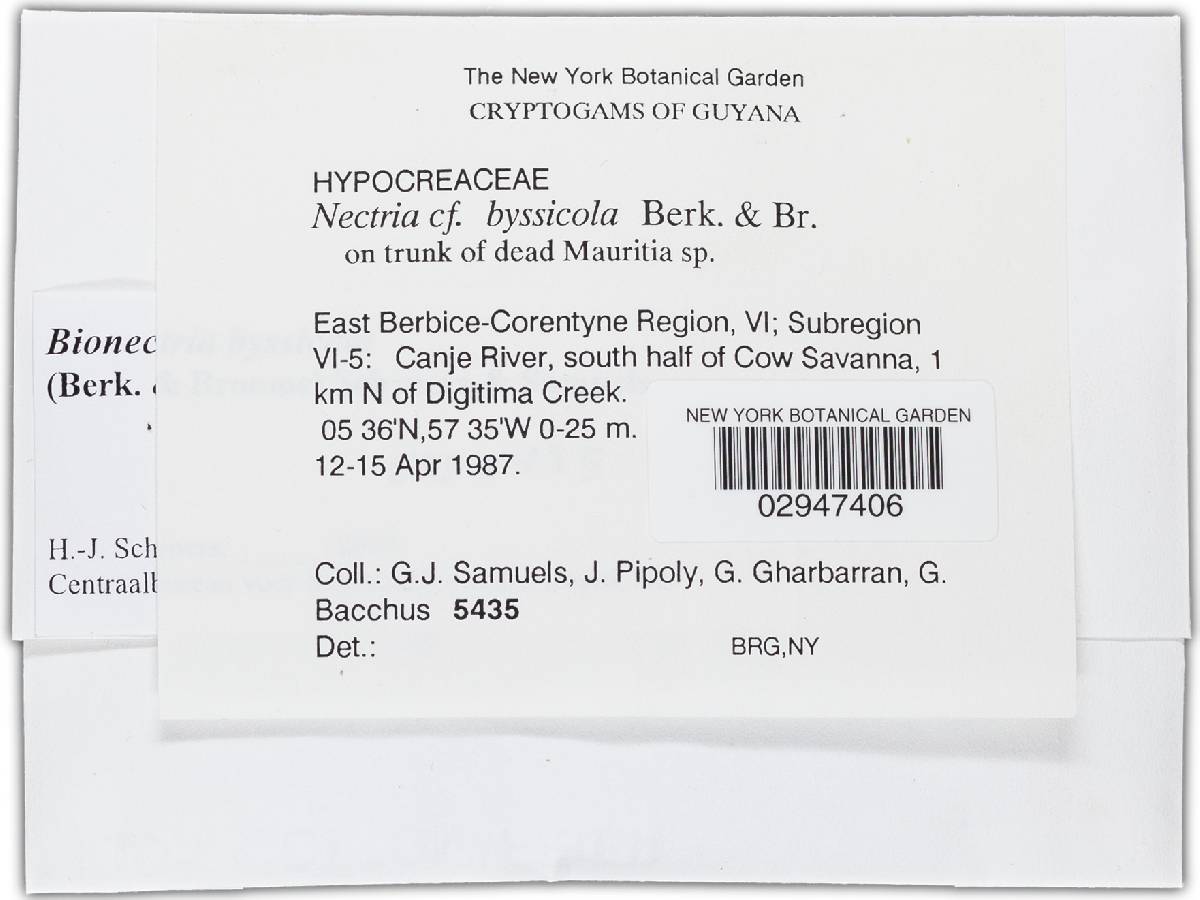 The New York Botanical Garden
CRYPTOGAMS OF GUYANA
HYPOCREACEAE
Nectria cf. byssicola Berk. & Br.
on trunk of dead Mauritia sp.
East Berbice-Corentyne Region, VI; Subregion
VI-5: Canje River, south half of Cow Savanna, 1
km N of Digitima Creek.
05 36'N,57 35'W 0-25 m.
12-15 Apr 1987.
NEW YORK BOTANICAL GARDEN
02947406
Coll.: G.J. Samuels, J. Pipoly, G. Gharbarran, G.
Bacchus 5435
Det.:
BRG,NY
Bionec
(Berk.
H.-J. Sch
Centraalb